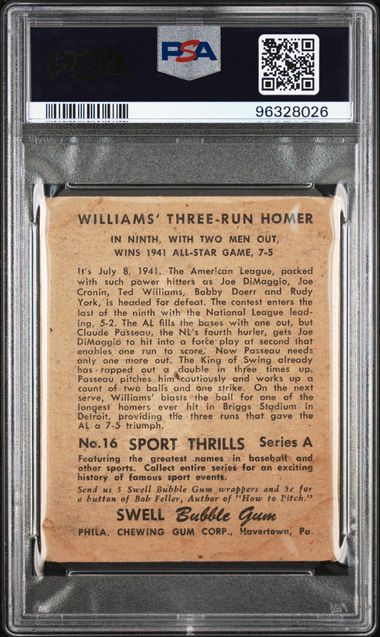 PSA
PSA
96328026
WILLIAMS' THREE-RUN HOMER
IN NINTH, WITH TWO MEN OUT,
WINS 1941 ALL-STAR GAME, 7-5
It's July 8, 1941. The American League, packed
with such power hitters as Joe DiMaggio, Joe
Cronin, Ted Williams, Bobby Doerr and Rudy
York, is headed for defeat. The contest enters the
last of the ninth with the National League lead-
ing, 5-2. The AL fills the bases with one out, but
Claude Passeau, the NL's fourth hurler, gets Joe
DiMaggio to hit into a force play at second that
enables one run to score. Now Passeau needs
only one more out. The King of Swing already
has rapped out a double in three times up.
Passeau pitches him cautiously and works up a
count of two balls and one strike. On the next
serve, Williams' blasts the ball for one of the
longest homers ever hit in Briggs Stadium in
Detroit, providing the three runs that gave the
AL a 7-5 triumph.
No. 16 SPORT THRILLS Series A
Featuring the greatest names in baseball and
other sports. Collect entire series for an exciting
history of famous sport events.
Send us 5 Swell Bubble Gum wrappers and 5c for
a button of Bob Feller, Author of "How to Pitch."
SWELL Bubble Gum
PHILA. CHEWING GUM CORP., Havertown, Pa.